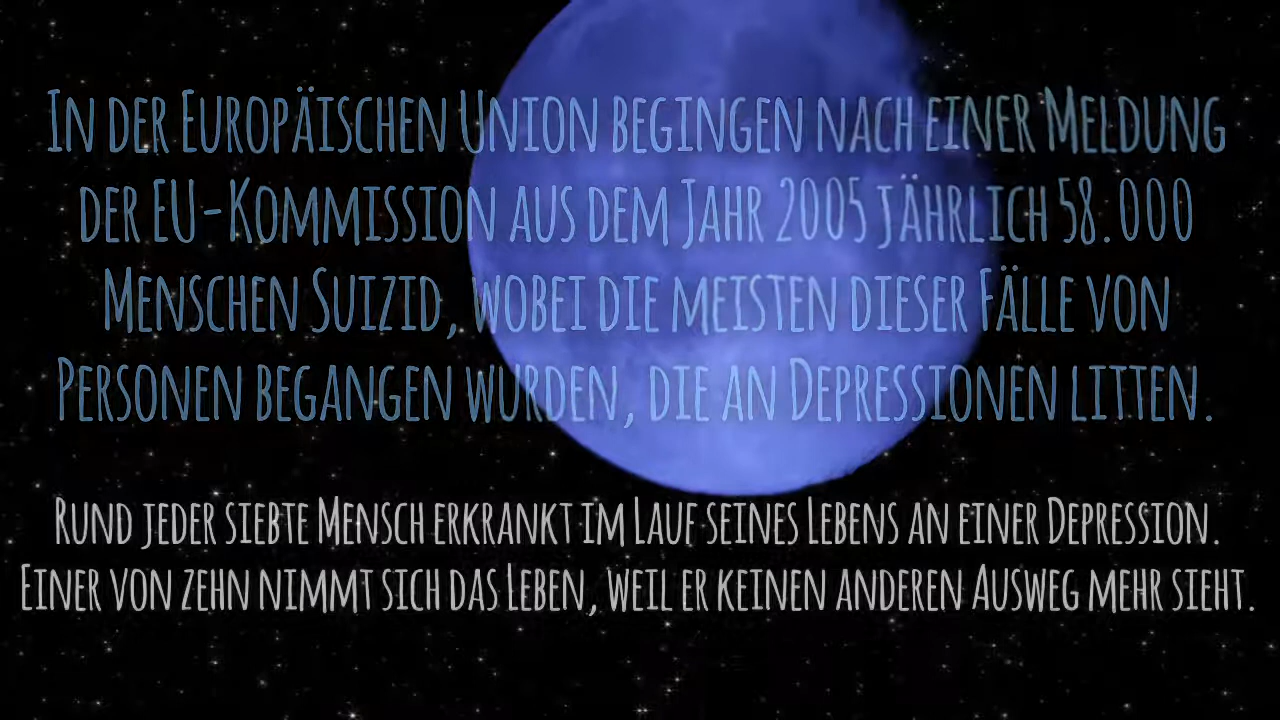 In der Europäischen Union begingen nach einer Meldung
der EU-Kommission aus dem Jahr 2005 jährlich 58.000
Menschen Suizid, wobei die meisten dieser Fälle von
Personen begangen wurden, die an Depressionen litten.
Rund jeder siebte Mensch erkrankt im Lauf seines Lebens an einer Depression.
Einer von zehn nimmt sich das Leben, weil er keinen anderen Ausweg mehr sieht.